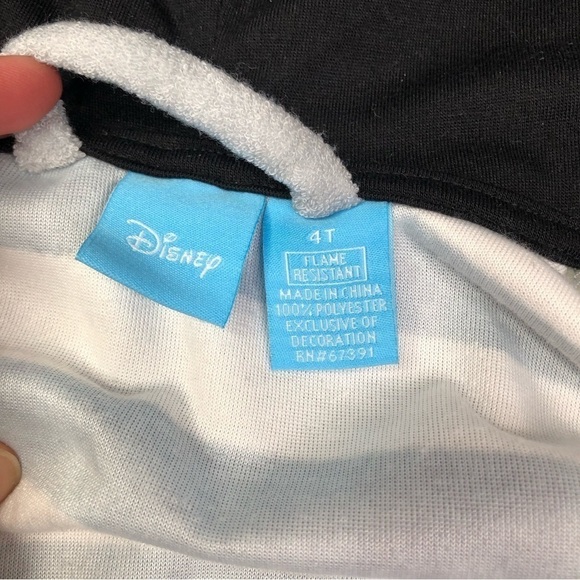 Disney
4T
FLAME
RESISTANT
MADE IN CHINA
100% POLYESTER
EXCLUSIVE OF
DECORATION
RN#67391